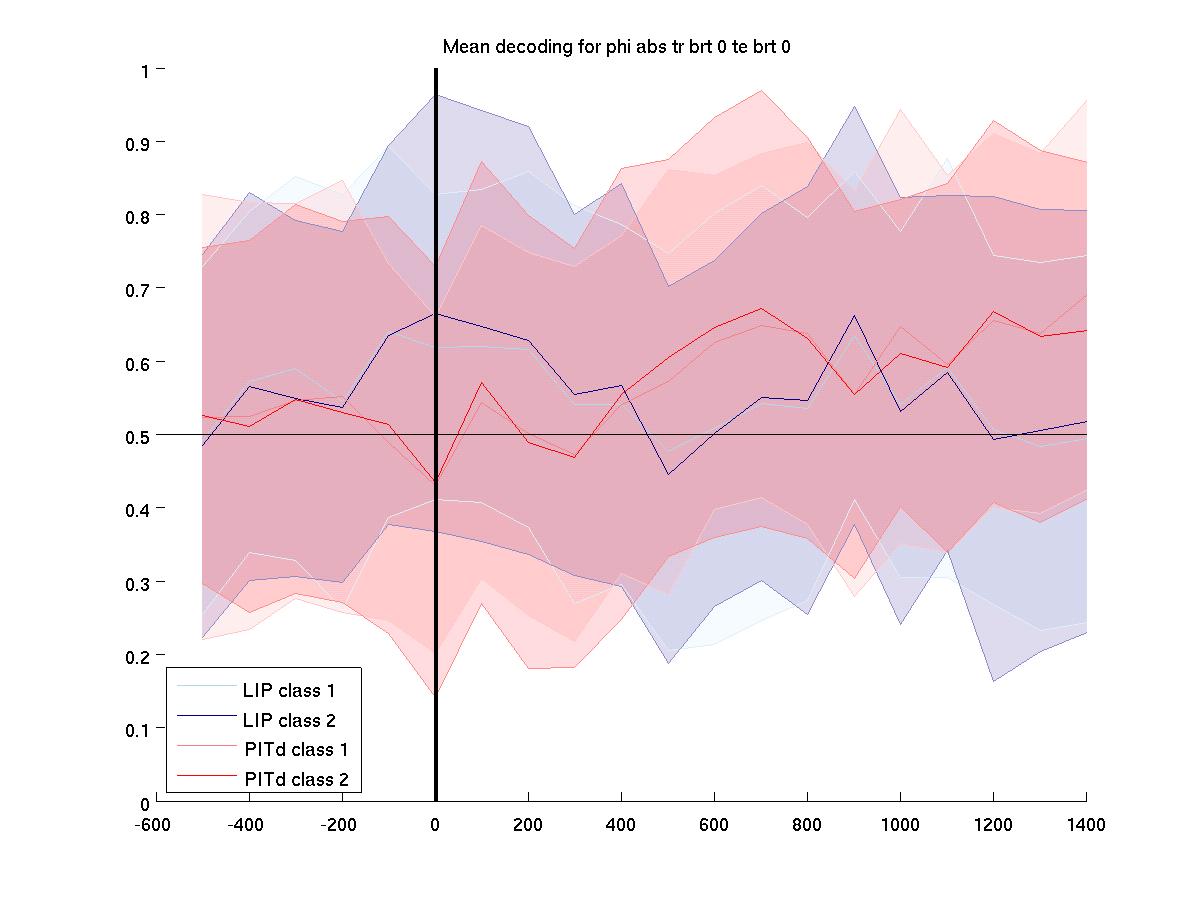 Mean decoding for phi abs tr brt 0 te brt 0
1
0.9
0.8
0.7
0.6
0.5
0.4
0.3
0.2
0.1
0
LIP class 1
LIP class 2
PITd class 1
PITd class 2
-600 -400 -200 0 200 400 600 800 1000 1200 1400